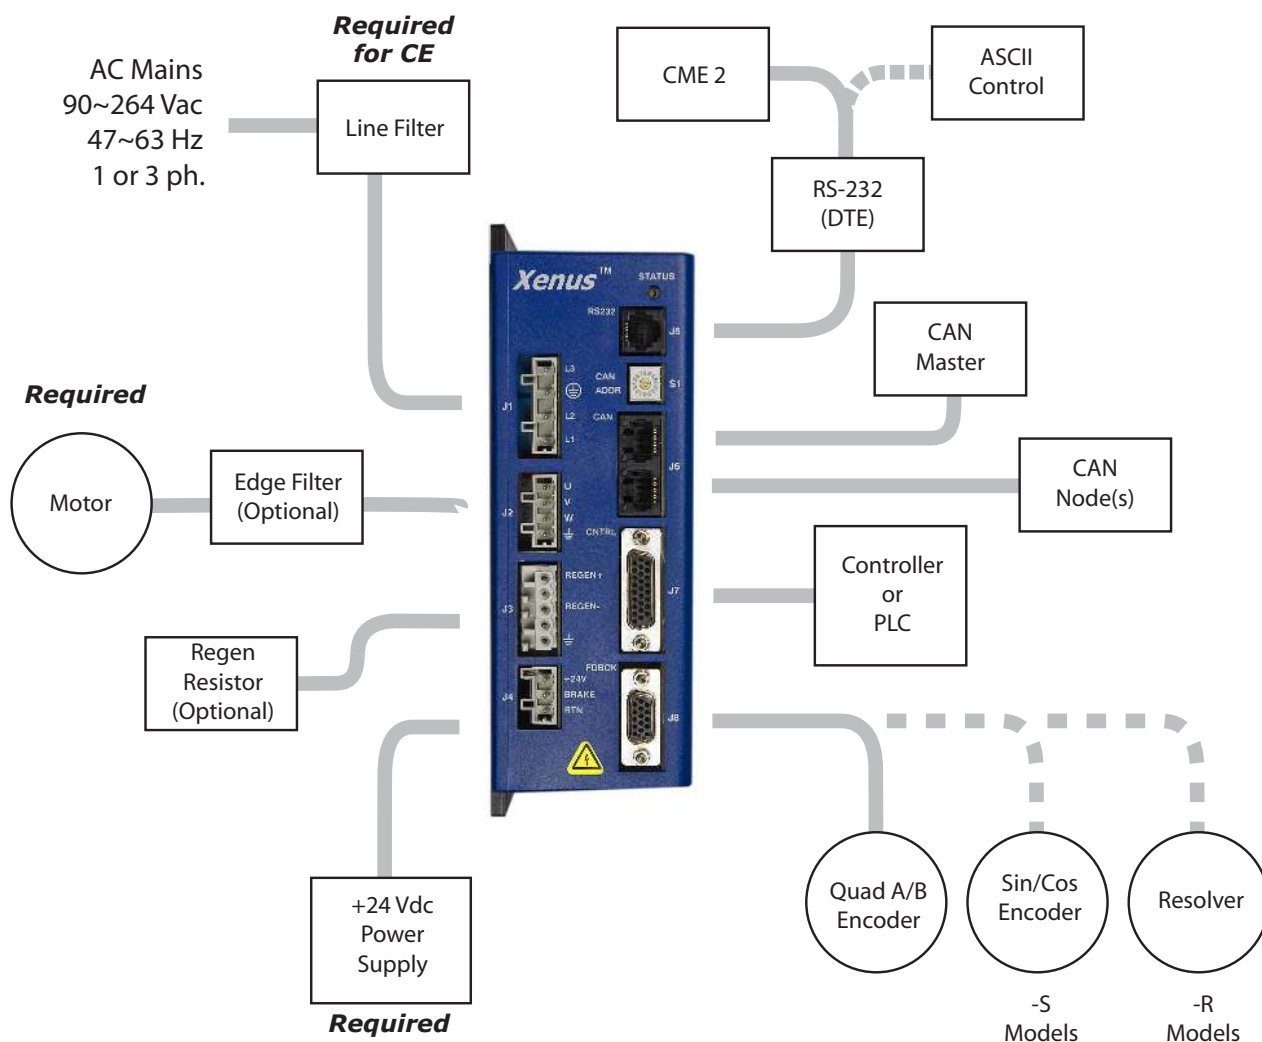 Required
for CE
AC Mains
90~264 Vac
47~63 Hz
1 or 3 ph.
Line Filter
CME 2
ASCII
Control
RS-232
(DTE)
CAN
Master
CAN
Node(s)
Controller
or
PLC
Required
Motor
Edge Filter
(Optional)
Regen
Resistor
(Optional)
+24 Vdc
Power
Supply
Required
Xenus™
STATUS
RS232
J5
L3
CAN
ADDR
S1
J1
L2
CAN
L1
J6
U
V
J2
W
CNTRL
REGEN+
J7
J3
REGEN-
FDBCK
+24V
J4
BRAKE
RTN
J8
Quad A/B
Encoder
Sin/Cos
Encoder
Resolver
-S
Models
-R
Models